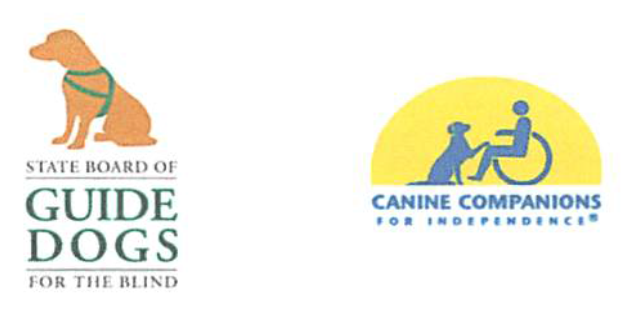 STATE BOARD OF
GUIDE
DOGS
FOR THE BLIND
CANINE COMPANIONS
FOR INDEPENDENCE®